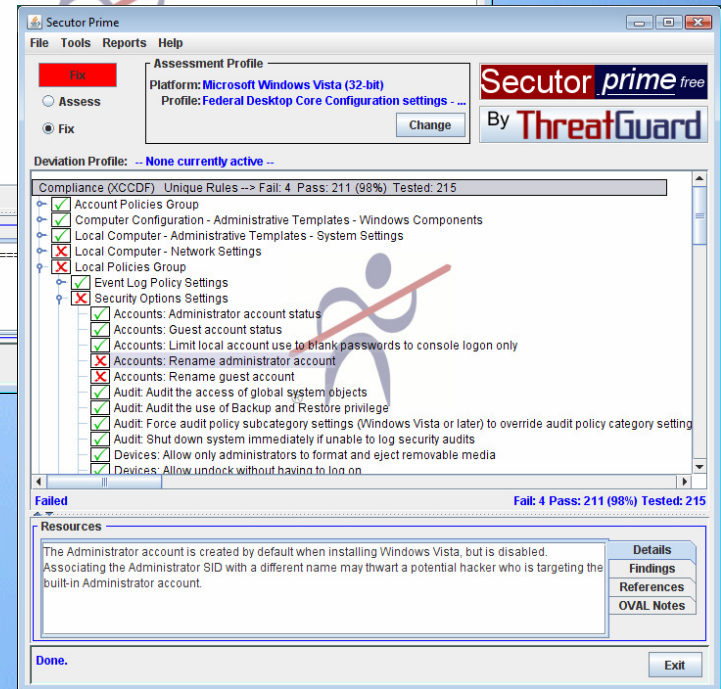 Secutor Prime
File Tools Reports Help
Fix
Assess
Fix
Assessment Profile
Platform: Microsoft Windows Vista (32-bit)
Profile: Federal Desktop Core Configuration settings - ...
Change
Secutor prime free
By ThreatGuard
Deviation Profile: -- None currently active --
Compliance (XCCDF) Unique Rules --> Fail: 4 Pass: 211 (98%) Tested: 215
Account Policies Group
Computer Configuration - Administrative Templates - Windows Components
Local Computer - Administrative Templates - System Settings
Local Computer - Network Settings
Local Policies Group
Event Log Policy Settings
Security Options Settings
Accounts: Administrator account status
Accounts: Guest account status
Accounts: Limit local account use to blank passwords to console logon only
Accounts: Rename administrator account
Accounts: Rename guest account
Audit: Audit the access of global system objects
Audit: Audit the use of Backup and Restore privilege
Audit: Force audit policy subcategory settings (Windows Vista or later) to override audit policy category setting
Audit: Shut down system immediately if unable to log security audits
Devices: Allow only administrators to format and eject removable media
Devices: Allow undock without having to log on
Failed
Fail: 4 Pass: 211 (98%) Tested: 215
Resources
The Administrator account is created by default when installing Windows Vista, but is disabled.
Associating the Administrator SID with a different name may thwart a potential hacker who is targeting the
built-in Administrator account.
Details
Findings
References
OVAL Notes
Done.
Exit